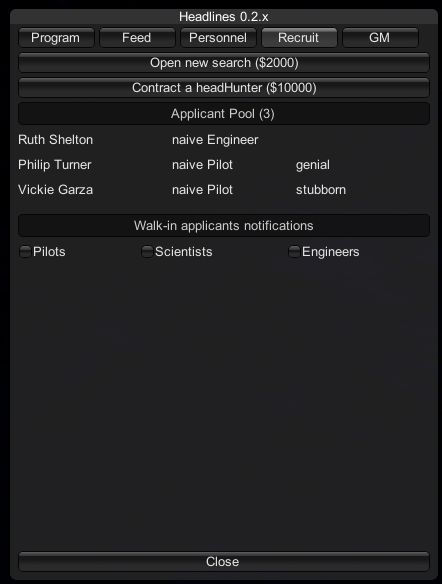 Headlines 0.2.x
Program Feed Personnel Recruit GM
Open new search ($2000)
Contract a headHunter ($10000)
Applicant Pool (3)
Ruth Shelton naive Engineer
Philip Turner naive Pilot genial
Vickie Garza naive Pilot stubborn
Walk-in applicants notifications
Pilots Scientists Engineers
Close